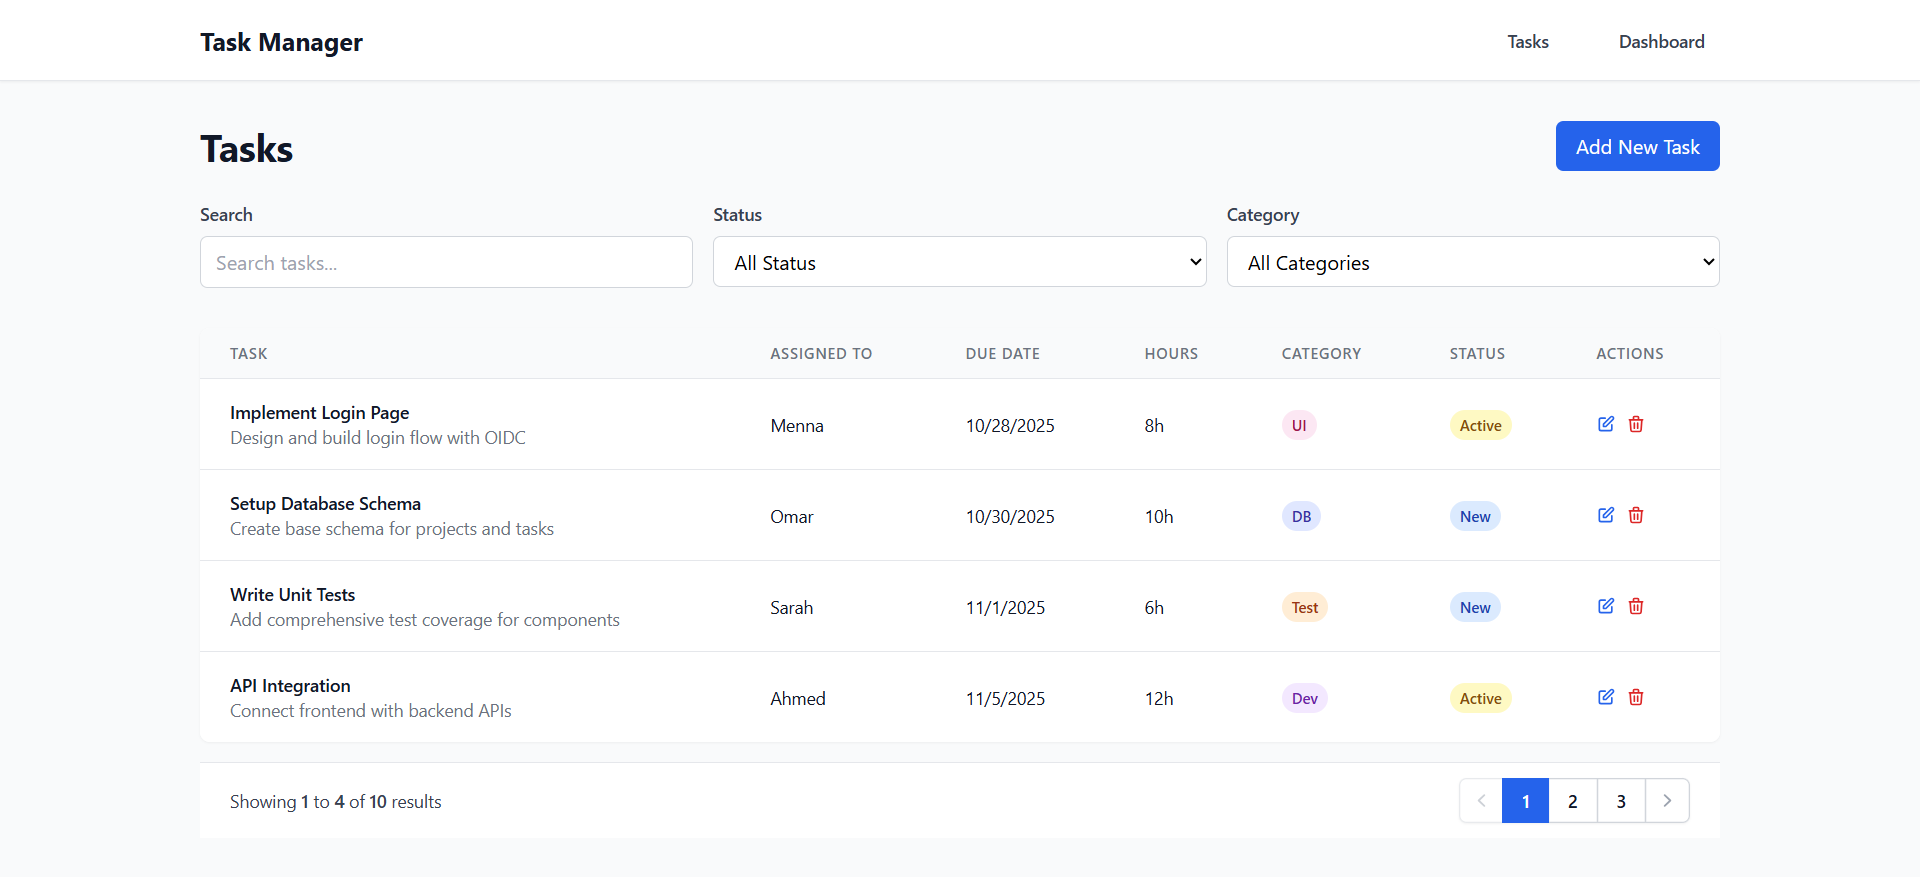 Task Manager Tasks Dashboard
Tasks Add New Task
Search Status Category
Search tasks... All Status All Categories
TASK ASSIGNED TO DUE DATE HOURS CATEGORY STATUS ACTIONS
Implement Login Page
Design and build login flow with OIDC
Menna 10/28/2025 8h UI Active
Setup Database Schema
Create base schema for projects and tasks
Omar 10/30/2025 10h DB New
Write Unit Tests
Add comprehensive test coverage for components
Sarah 11/1/2025 6h Test New
API Integration
Connect frontend with backend APIs
Ahmed 11/5/2025 12h Dev Active
Showing 1 to 4 of 10 results 1 2 3